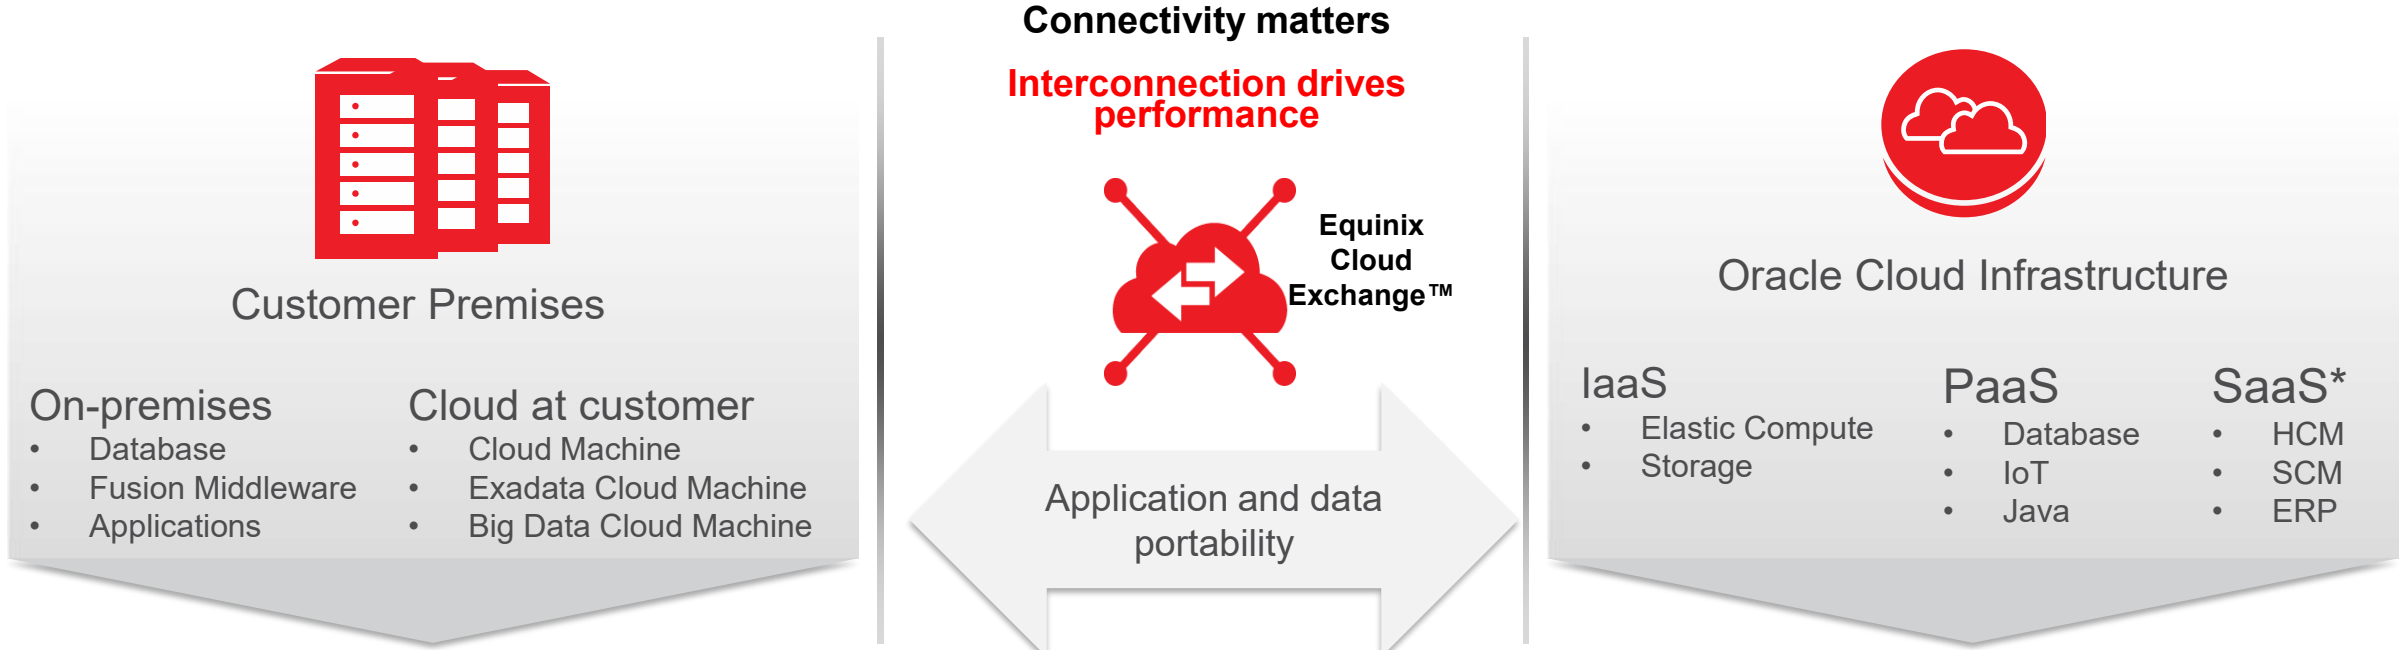 Connectivity matters
Interconnection drives
performance
Equinix
Cloud
Exchange™
Customer Premises
On-premises
• Database
• Fusion Middleware
• Applications
Cloud at customer
• Cloud Machine
• Exadata Cloud Machine
• Big Data Cloud Machine
Application and data
portability
Oracle Cloud Infrastructure
IaaS
• Elastic Compute
• Storage
PaaS
• Database
• IoT
• Java
SaaS*
• HCM
• SCM
• ERP